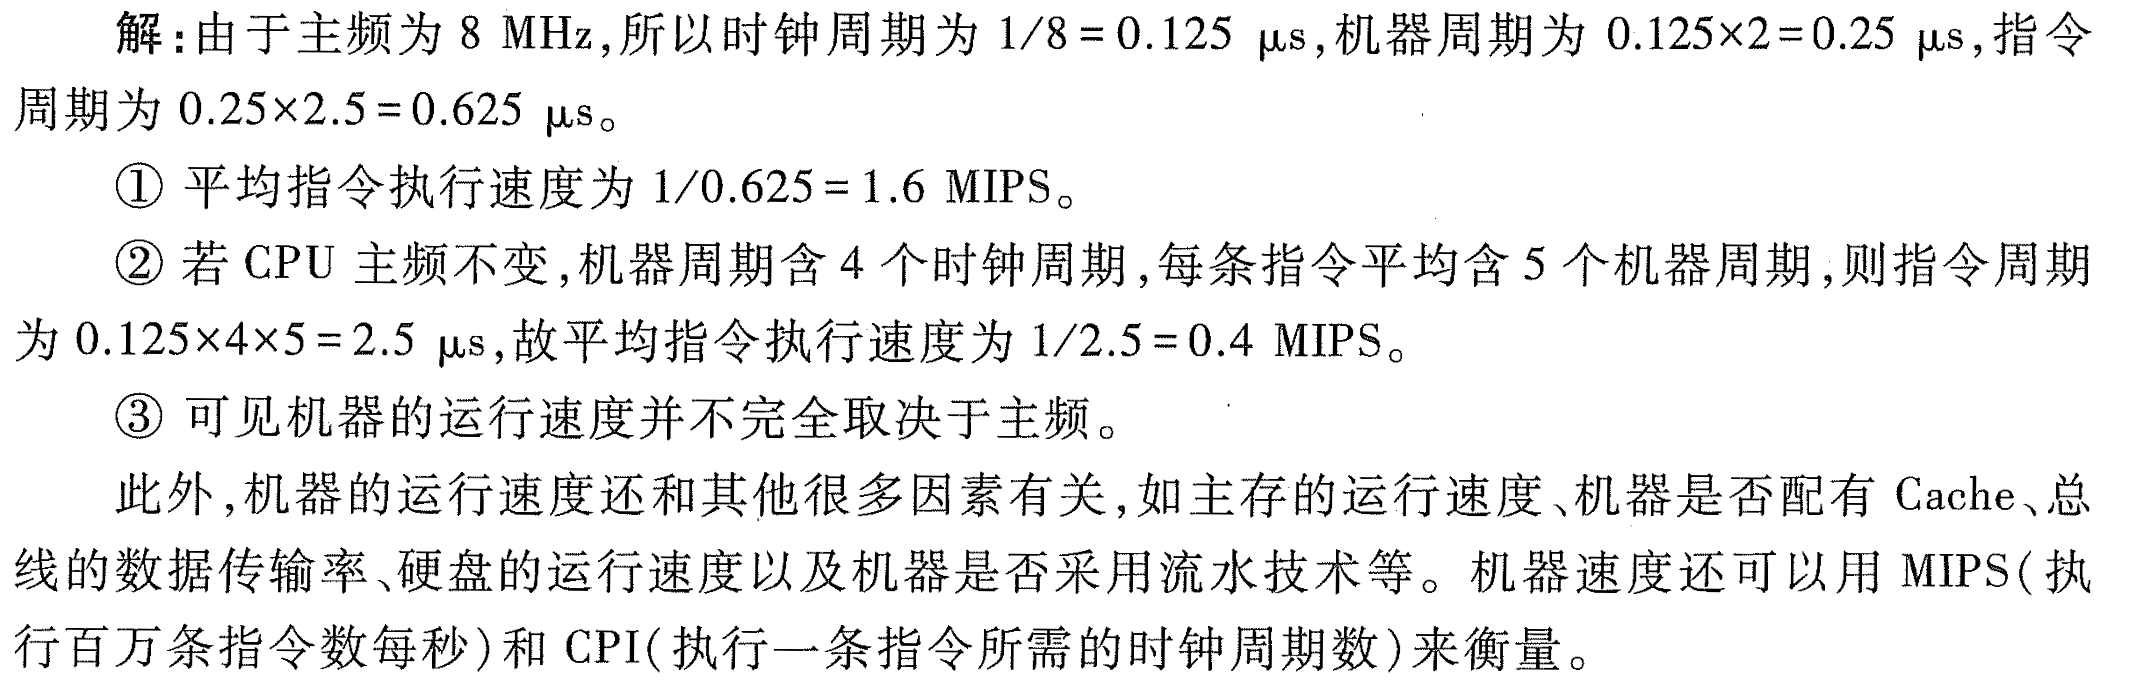 解:由于主频为 8 MHz,所以时钟周期为 1/8=0.125 μs,机器周期为 0.125×2=0.25 μs,指令
周期为 0.25×2.5=0.625 μs。
① 平均指令执行速度为 1/0.625=1.6 MIPS。
② 若 CPU 主频不变,机器周期含 4 个时钟周期,每条指令平均含 5 个机器周期,则指令周期
为 0.125×4×5=2.5 μs,故平均指令执行速度为 1/2.5=0.4 MIPS。
③ 可见机器的运行速度并不完全取决于主频。
此外,机器的运行速度还和其他很多因素有关,如主存的运行速度、机器是否配有 Cache、总
线的数据传输率、硬盘的运行速度以及机器是否采用流水技术等。机器速度还可以用 MIPS(执
行百万条指令数每秒)和 CPI(执行一条指令所需的时钟周期数)来衡量。